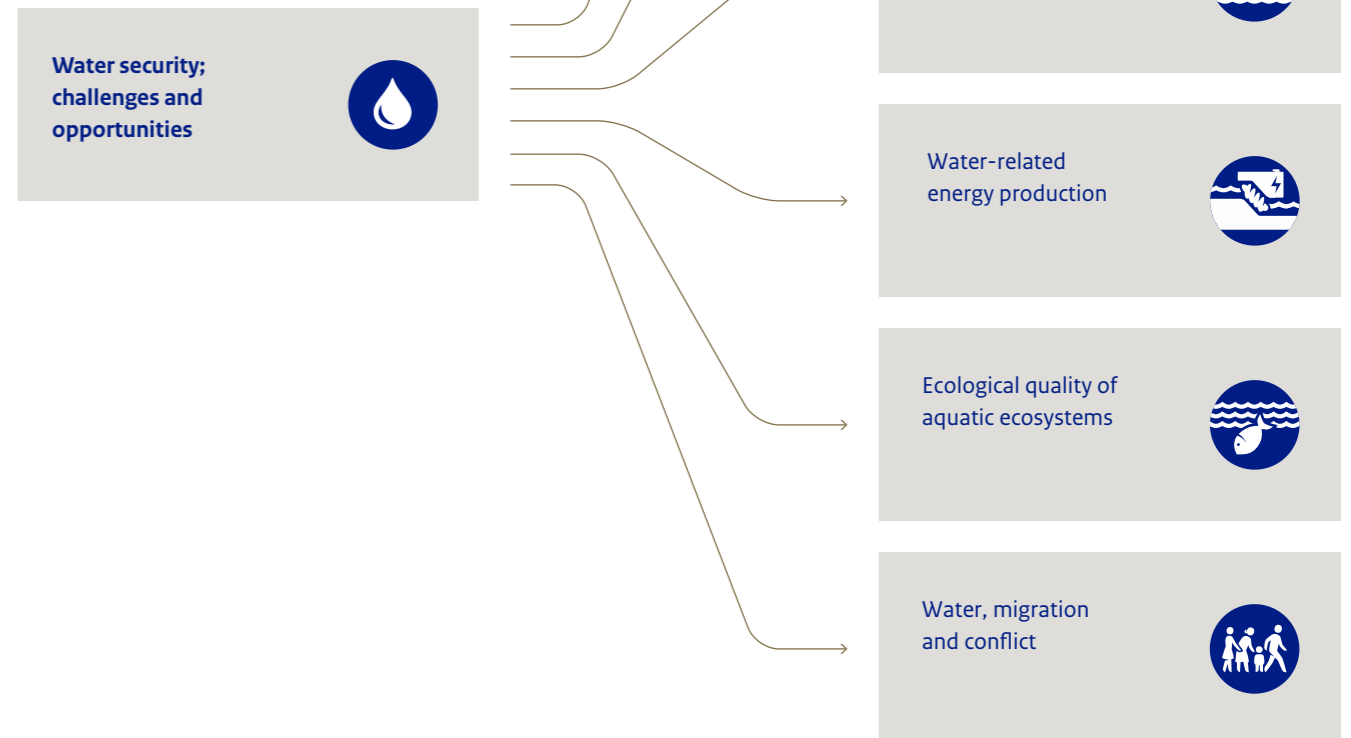 Water security;
challenges and
opportunities
Water-related
energy production
Ecological quality of
aquatic ecosystems
Water, migration
and conflict